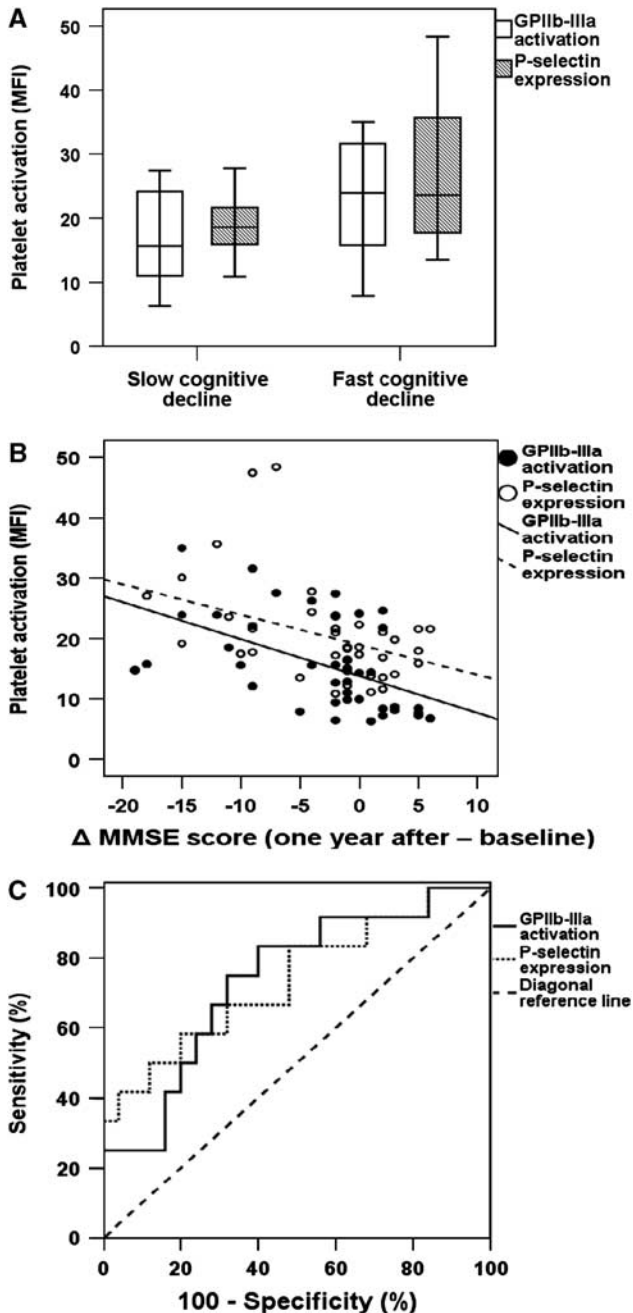 A
GPIIb-IIIa
activation
P-selectin
expression
Platelet activation (MFI)
50
40
30
20
10
0
Slow cognitive
decline
Fast cognitive
decline
B
GPIIb-IIIa
activation
P-selectin
expression
GPIIb-IIIa
activation
P-selectin
expression
Platelet activation (MFI)
50
40
30
20
10
0
-20 -15 -10 -5 0 5 10
Δ MMSE score (one year after – baseline)
C
GPIIb-IIIa
activation
P-selectin
expression
Diagonal
reference line
Sensitivity (%)
100
80
60
40
20
0
0 20 40 60 80 100
100 - Specificity (%)